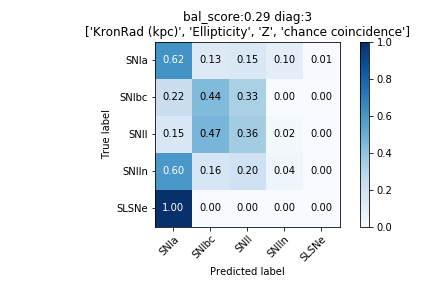 bal_score:0.29 diag:3
['KronRad (kpc)', 'Ellipticity', 'Z', 'chance coincidence']
True label
SNIa 0.62 0.13 0.15 0.10 0.01
SNIbc 0.22 0.44 0.33 0.00 0.00
SNII 0.15 0.47 0.36 0.02 0.00
SNIIn 0.60 0.16 0.20 0.04 0.00
SLSNe 1.00 0.00 0.00 0.00 0.00
SNIa SNIbc SNII SNIIn SLSNe
Predicted label
1.0
0.8
0.6
0.4
0.2
0.0